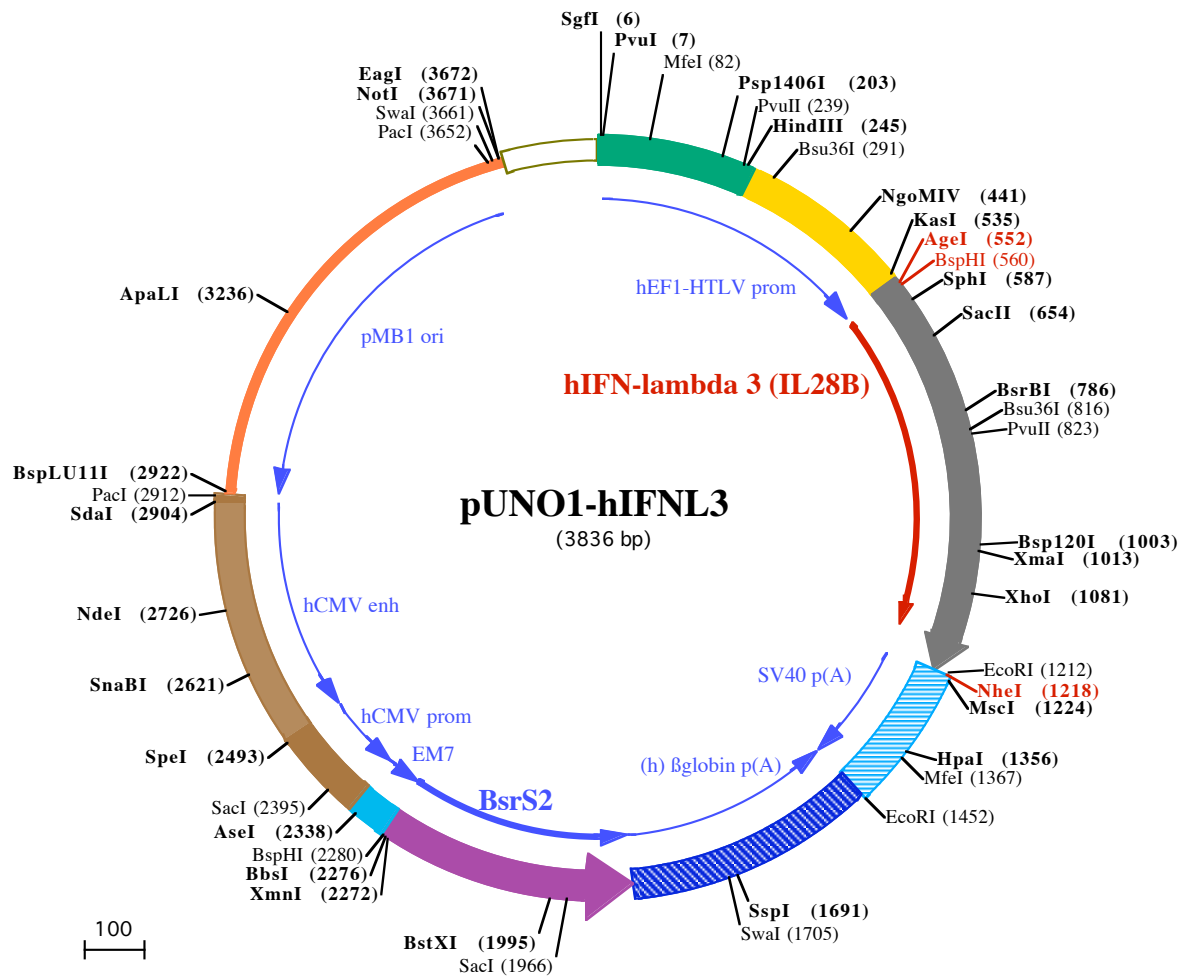 SgfI (6)
PvuI (7)
MfeI (82)
Psp1406I (203)
PvuII (239)
HindIII (245)
Bsu36I (291)
NgoMIV (441)
KasI (535)
AgeI (552)
BspHI (560)
SphI (587)
SacII (654)
BsrBI (786)
Bsu36I (816)
PvuII (823)
Bsp120I (1003)
XmaI (1013)
XhoI (1081)
EcoRI (1212)
NheI (1218)
MscI (1224)
HpaI (1356)
MfeI (1367)
EcoRI (1452)
SspI (1691)
SwaI (1705)
SacI (1966)
BstXI (1995)
XmnI (2272)
BbsI (2276)
BspHI (2280)
AseI (2338)
SacI (2395)
SpeI (2493)
SnaBI (2621)
NdeI (2726)
SdaI (2904)
PacI (2912)
BspLU11I (2922)
ApaLI (3236)
PacI (3652)
SwaI (3661)
NotI (3671)
EagI (3672)
hEF1-HTLV prom
pMB1 ori
hIFN-lambda 3 (IL28B)
pUNO1-hIFNL3
(3836 bp)
hCMV enh
hCMV prom
EM7
BsrS2
(h) ßglobin p(A)
SV40 p(A)
100